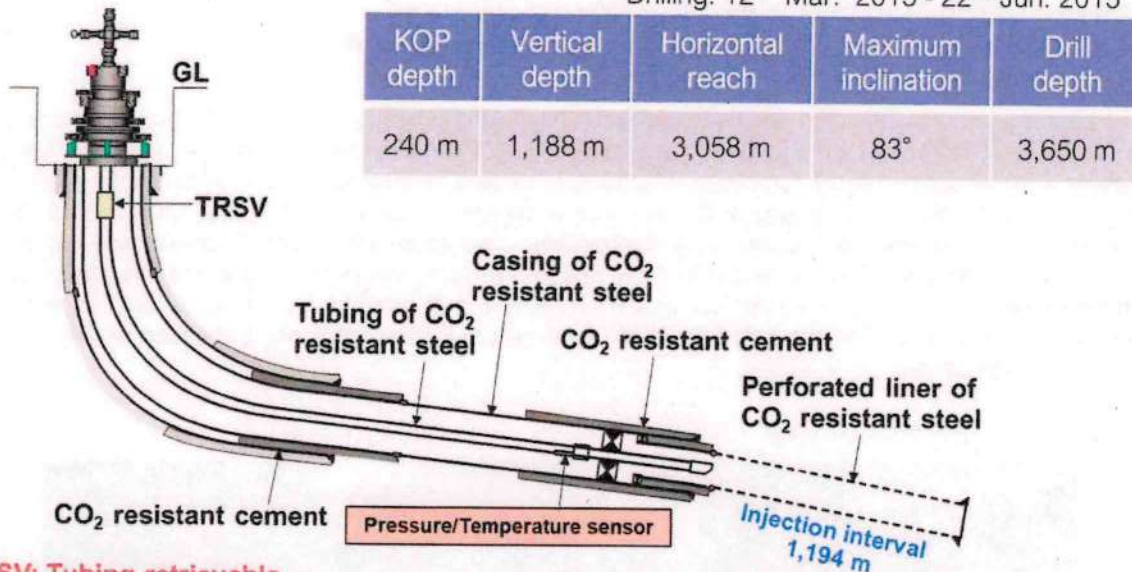 KOP depth
Vertical depth
Horizontal reach
Maximum inclination
Drill depth
240 m
1,188 m
3,058 m
83°
3,650 m
GL
TRSV
Casing of CO₂
resistant steel
Tubing of CO₂
resistant steel
CO₂ resistant cement
Perforated liner of
CO₂ resistant steel
CO₂ resistant cement
Pressure/Temperature sensor
Injection interval
1,194 m